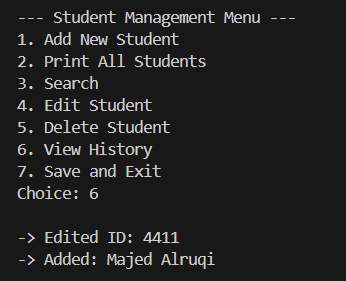 --- Student Management Menu ---
1. Add New Student
2. Print All Students
3. Search
4. Edit Student
5. Delete Student
6. View History
7. Save and Exit
Choice: 6
-> Edited ID: 4411
-> Added: Majed Alruqi